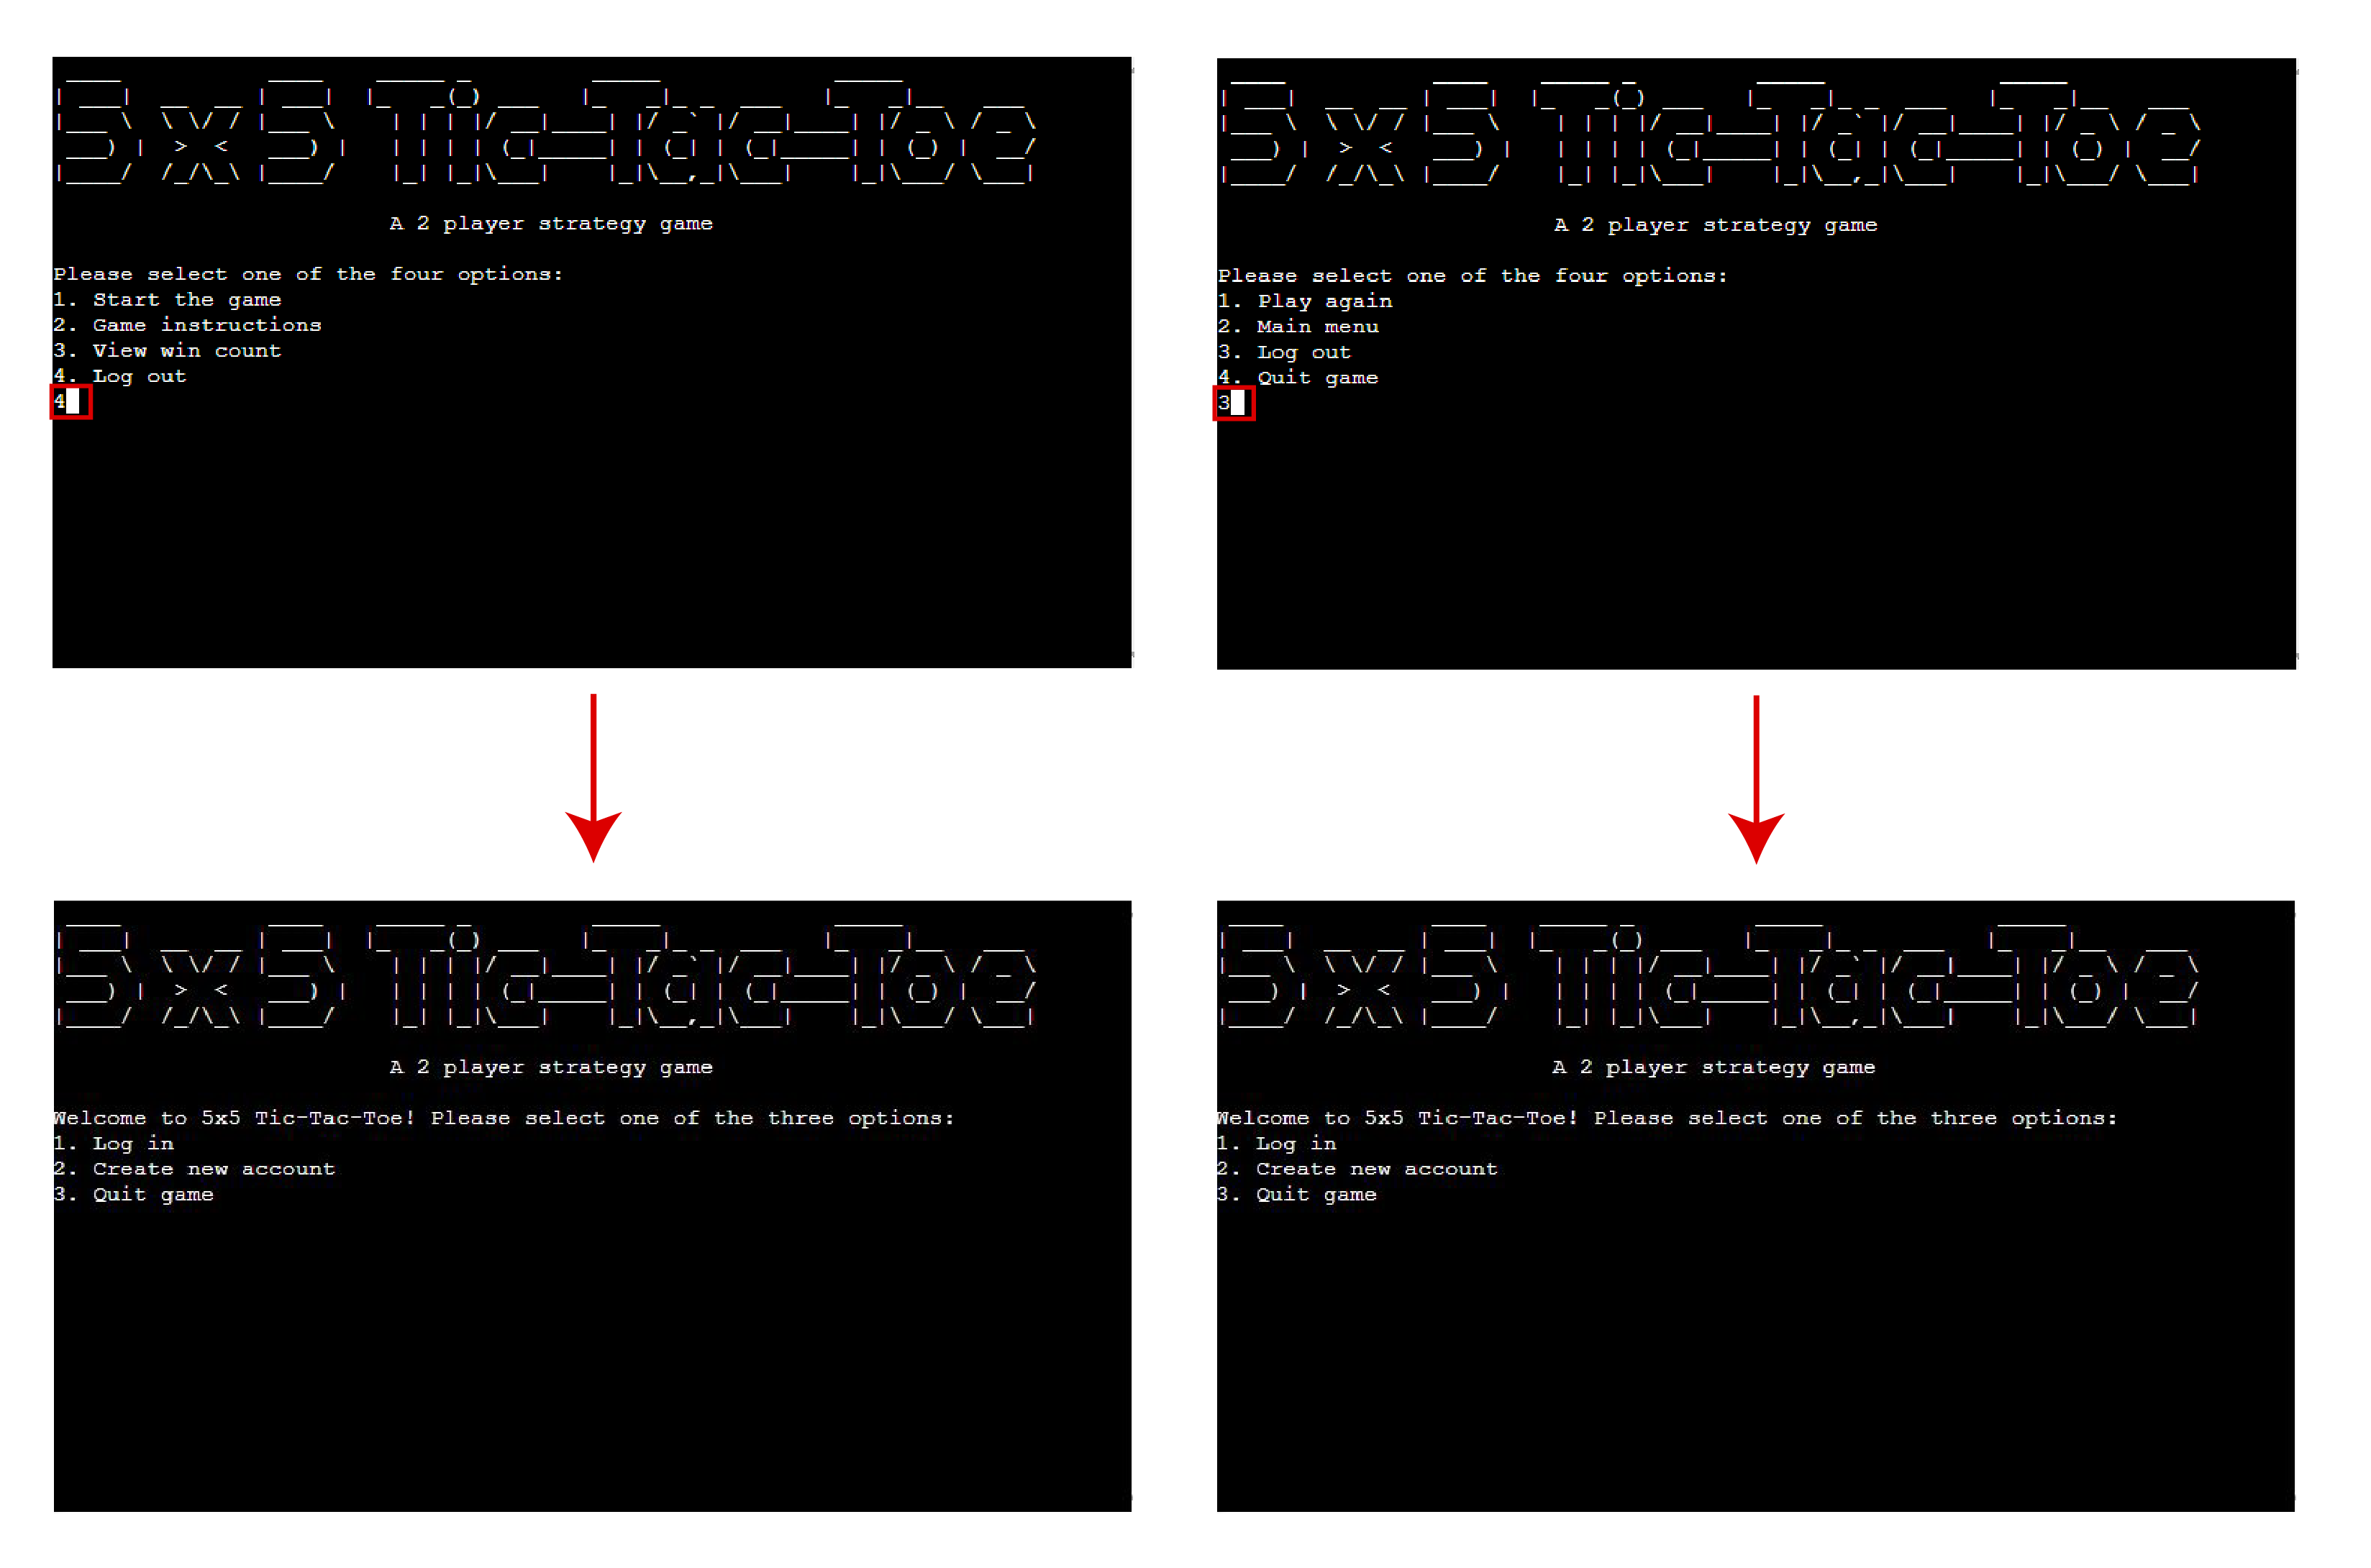 5x5 Tic-Tac-Toe
A 2 player strategy game
Please select one of the four options:
1. Start the game
2. Game instructions
3. View win count
4. Log out
4
5x5 Tic-Tac-Toe
A 2 player strategy game
Please select one of the four options:
1. Play again
2. Main menu
3. Log out
4. Quit game
3
5x5 Tic-Tac-Toe
A 2 player strategy game
Welcome to 5x5 Tic-Tac-Toe! Please select one of the three options:
1. Log in
2. Create new account
3. Quit game
5x5 Tic-Tac-Toe
A 2 player strategy game
Welcome to 5x5 Tic-Tac-Toe! Please select one of the three options:
1. Log in
2. Create new account
3. Quit game